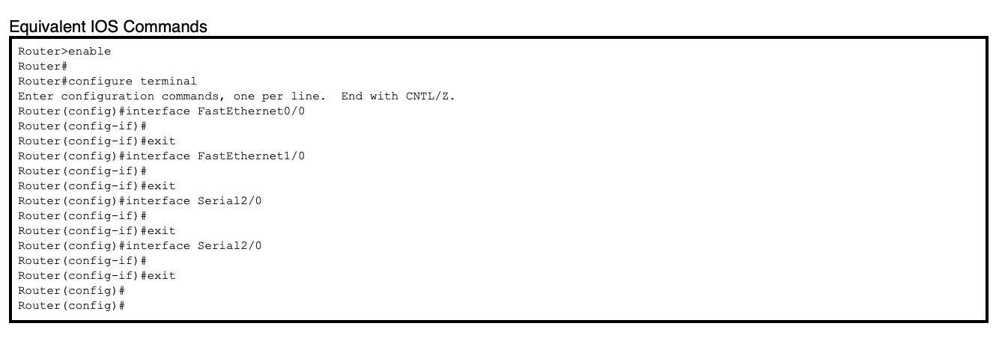 Equivalent IOS Commands
Router>enable
Router#
Router#configure terminal
Enter configuration commands, one per line.  End with CNTL/Z.
Router(config)#interface FastEthernet0/0
Router(config-if)#
Router(config-if)#exit
Router(config)#interface FastEthernet1/0
Router(config-if)#
Router(config-if)#exit
Router(config)#interface Serial2/0
Router(config-if)#
Router(config-if)#exit
Router(config)#interface Serial2/0
Router(config-if)#
Router(config-if)#exit
Router(config)#
Router(config)#